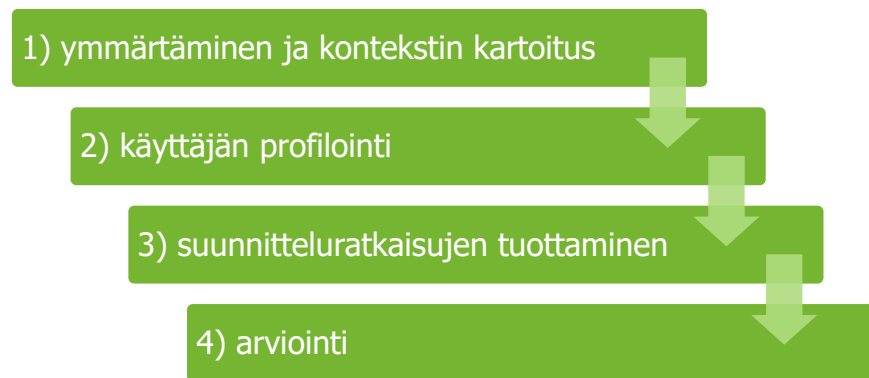 1) ymmärtäminen ja kontekstin kartoitus
2) käyttäjän profilointi
3) suunnitteluratkaisujen tuottaminen
4) arviointi